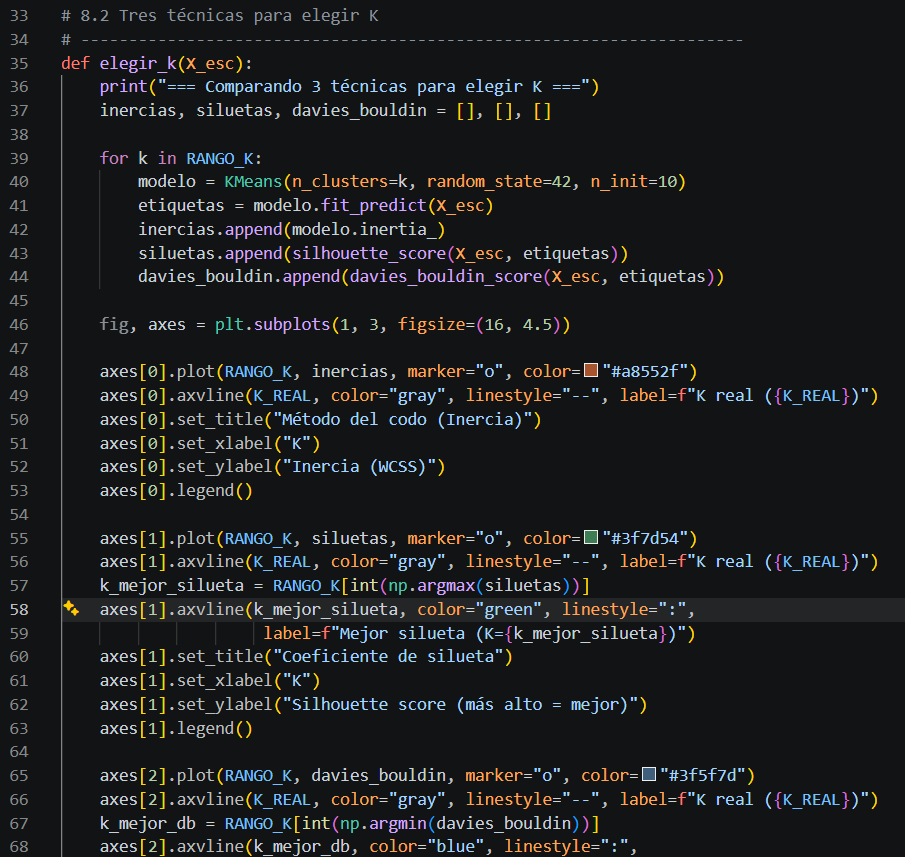 33 # 8.2 Tres técnicas para elegir K
34 # ---------------------------------------------------------------------
35 def elegir_k(X_esc):
36     print("=== Comparando 3 técnicas para elegir K ===")
37     inercias, siluetas, davies_bouldin = [], [], []
38
39     for k in RANGO_K:
40         modelo = KMeans(n_clusters=k, random_state=42, n_init=10)
41         etiquetas = modelo.fit_predict(X_esc)
42         inercias.append(modelo.inertia_)
43         siluetas.append(silhouette_score(X_esc, etiquetas))
44         davies_bouldin.append(davies_bouldin_score(X_esc, etiquetas))
45
46     fig, axes = plt.subplots(1, 3, figsize=(16, 4.5))
47
48     axes[0].plot(RANGO_K, inercias, marker="o", color="#a8552f")
49     axes[0].axvline(K_REAL, color="gray", linestyle="--", label=f"K real ({K_REAL})")
50     axes[0].set_title("Método del codo (Inercia)")
51     axes[0].set_xlabel("K")
52     axes[0].set_ylabel("Inercia (WCSS)")
53     axes[0].legend()
54
55     axes[1].plot(RANGO_K, siluetas, marker="o", color="#3f7d54")
56     axes[1].axvline(K_REAL, color="gray", linestyle="--", label=f"K real ({K_REAL})")
57     k_mejor_silueta = RANGO_K[int(np.argmax(siluetas))]
58     axes[1].axvline(k_mejor_silueta, color="green", linestyle=":",
59                      label=f"Mejor silueta (K={k_mejor_silueta})")
60     axes[1].set_title("Coeficiente de silueta")
61     axes[1].set_xlabel("K")
62     axes[1].set_ylabel("Silhouette score (más alto = mejor)")
63     axes[1].legend()
64
65     axes[2].plot(RANGO_K, davies_bouldin, marker="o", color="#3f5f7d")
66     axes[2].axvline(K_REAL, color="gray", linestyle="--", label=f"K real ({K_REAL})")
67     k_mejor_db = RANGO_K[int(np.argmin(davies_bouldin))]
68     axes[2].axvline(k_mejor_db, color="blue", linestyle=":",